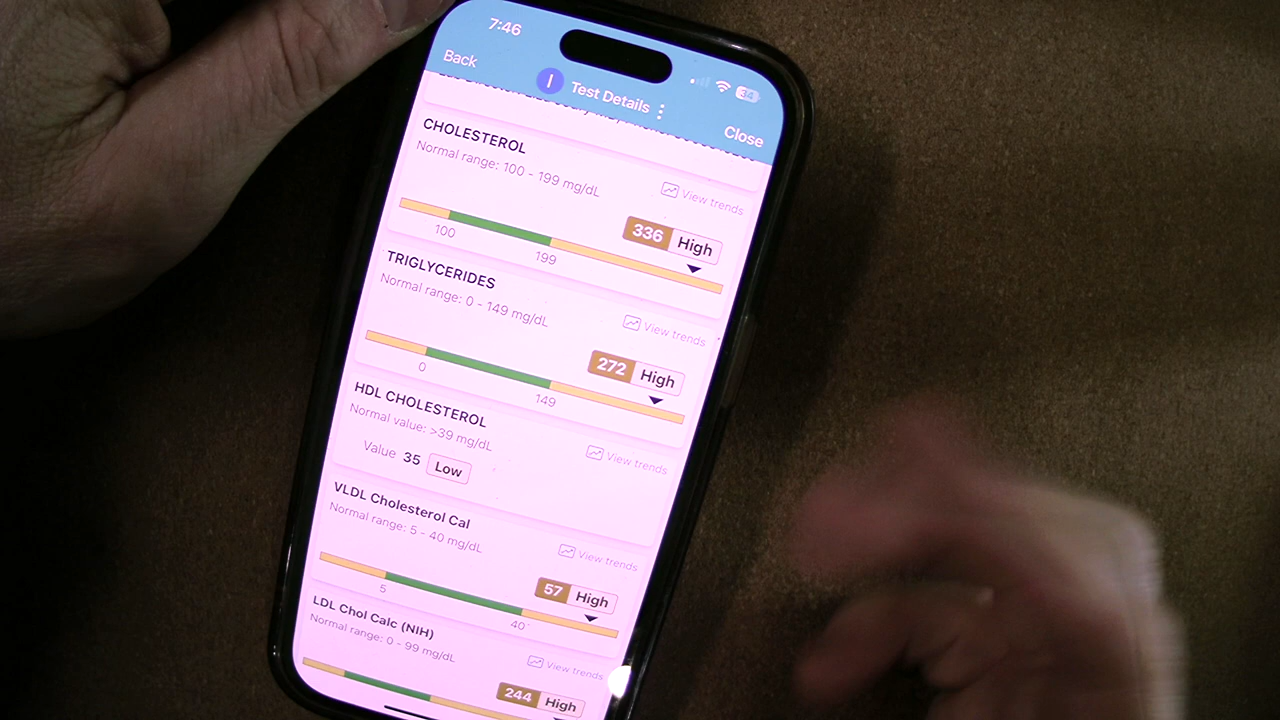 7:46
34
Back
I Test Details
Close
CHOLESTEROL
Normal range: 100 - 199 mg/dL
View trends
336 High
100
199
TRIGLYCERIDES
Normal range: 0 - 149 mg/dL
View trends
272 High
0
149
HDL CHOLESTEROL
Normal value: >39 mg/dL
View trends
Value 35 Low
VLDL Cholesterol Cal
Normal range: 5 - 40 mg/dL
View trends
57 High
5
40
LDL Chol Calc (NIH)
Normal range: 0 - 99 mg/dL
View trends
244 High